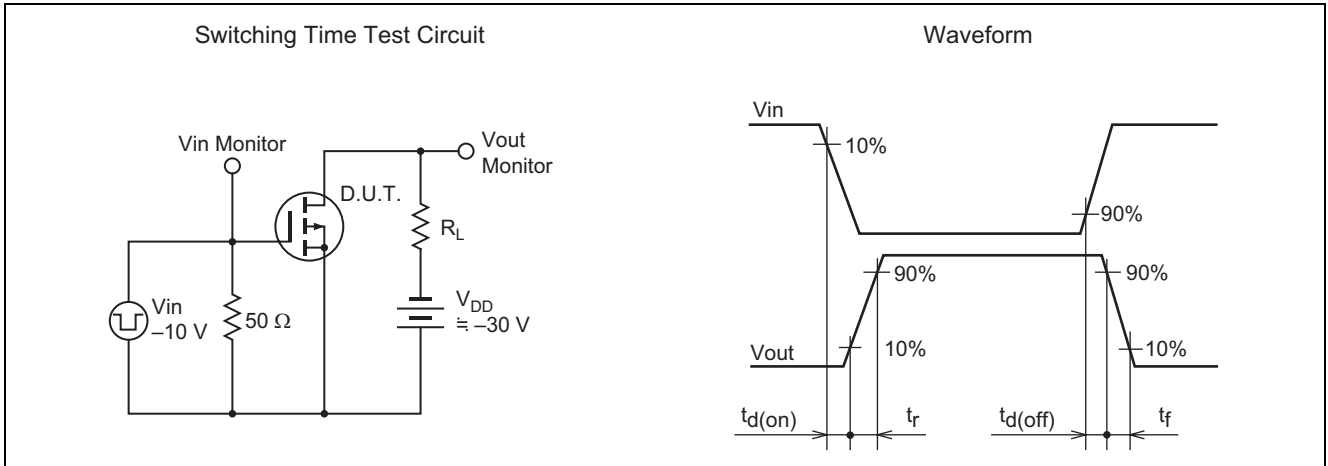 Switching Time Test Circuit
Vin Monitor
Vout
Monitor
D.U.T.
RL
Vin
–10 V
50 Ω
VDD
≒ –30 V
Waveform
Vin
10%
90%
90%
90%
Vout
10%
10%
td(on)
tr
td(off)
tf